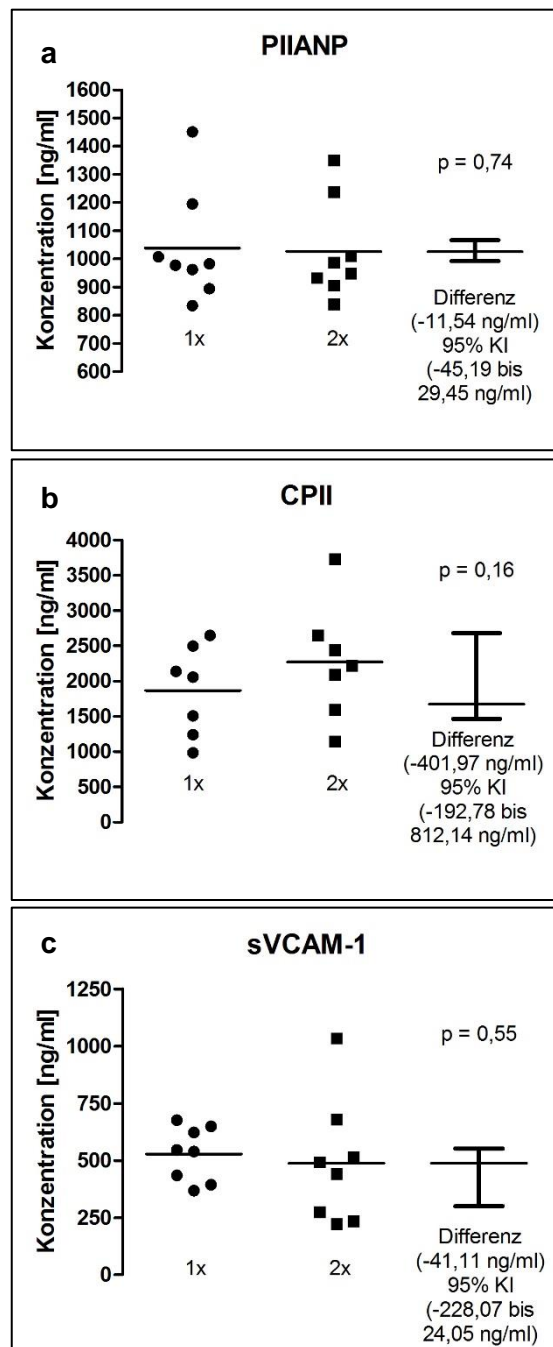 a
PIIANP
Konzentration [ng/ml]
1600
1500
1400
1300
1200
1100
1000
900
800
700
600
1x
2x
p = 0,74
Differenz
(-11,54 ng/ml)
95% KI
(-45,19 bis
29,45 ng/ml)
b
CPII
Konzentration [ng/ml]
4000
3500
3000
2500
2000
1500
1000
500
0
1x
2x
p = 0,16
Differenz
(-401,97 ng/ml)
95% KI
(-192,78 bis
812,14 ng/ml)
c
sVCAM-1
Konzentration [ng/ml]
1250
1000
750
500
250
0
1x
2x
p = 0,55
Differenz
(-41,11 ng/ml)
95% KI
(-228,07 bis
24,05 ng/ml)